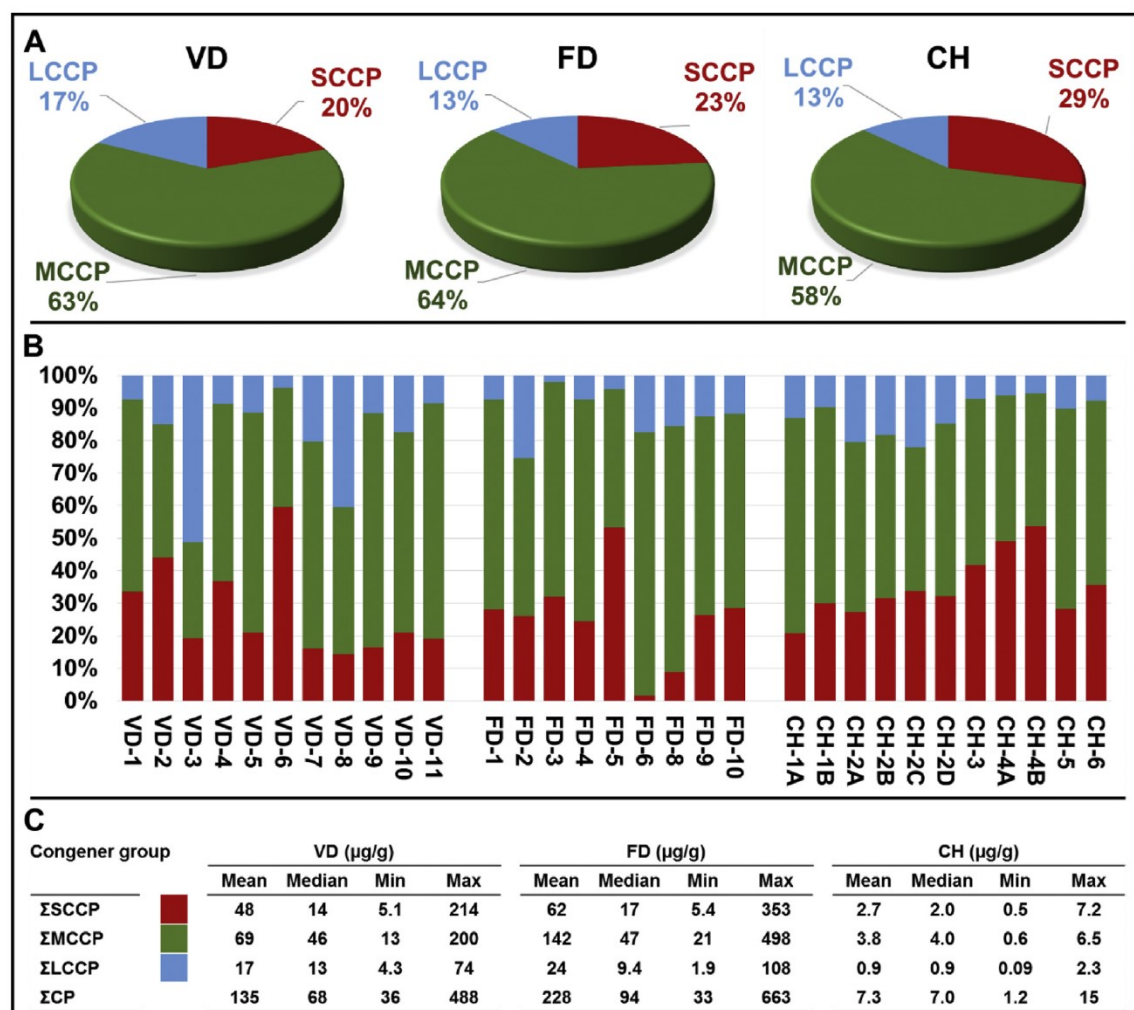 A
VD
FD
CH
LCCP
17%
SCCP
20%
MCCP
63%
LCCP
13%
SCCP
23%
MCCP
64%
LCCP
13%
SCCP
29%
MCCP
58%
B
100%
90%
80%
70%
60%
50%
40%
30%
20%
10%
0%
VD-1
VD-2
VD-3
VD-4
VD-5
VD-6
VD-7
VD-8
VD-9
VD-10
VD-11
FD-1
FD-2
FD-3
FD-4
FD-5
FD-6
FD-8
FD-9
FD-10
CH-1A
CH-1B
CH-2A
CH-2B
CH-2C
CH-2D
CH-3
CH-4A
CH-4B
CH-5
CH-6
C
Congener group VD (µg/g) FD (µg/g) CH (µg/g)
Mean Median Min Max Mean Median Min Max Mean Median Min Max
ΣSCCP 48 14 5.1 214 62 17 5.4 353 2.7 2.0 0.5 7.2
ΣMCCP 69 46 13 200 142 47 21 498 3.8 4.0 0.6 6.5
ΣLCCP 17 13 4.3 74 24 9.4 1.9 108 0.9 0.9 0.09 2.3
ΣCP 135 68 36 488 228 94 33 663 7.3 7.0 1.2 15